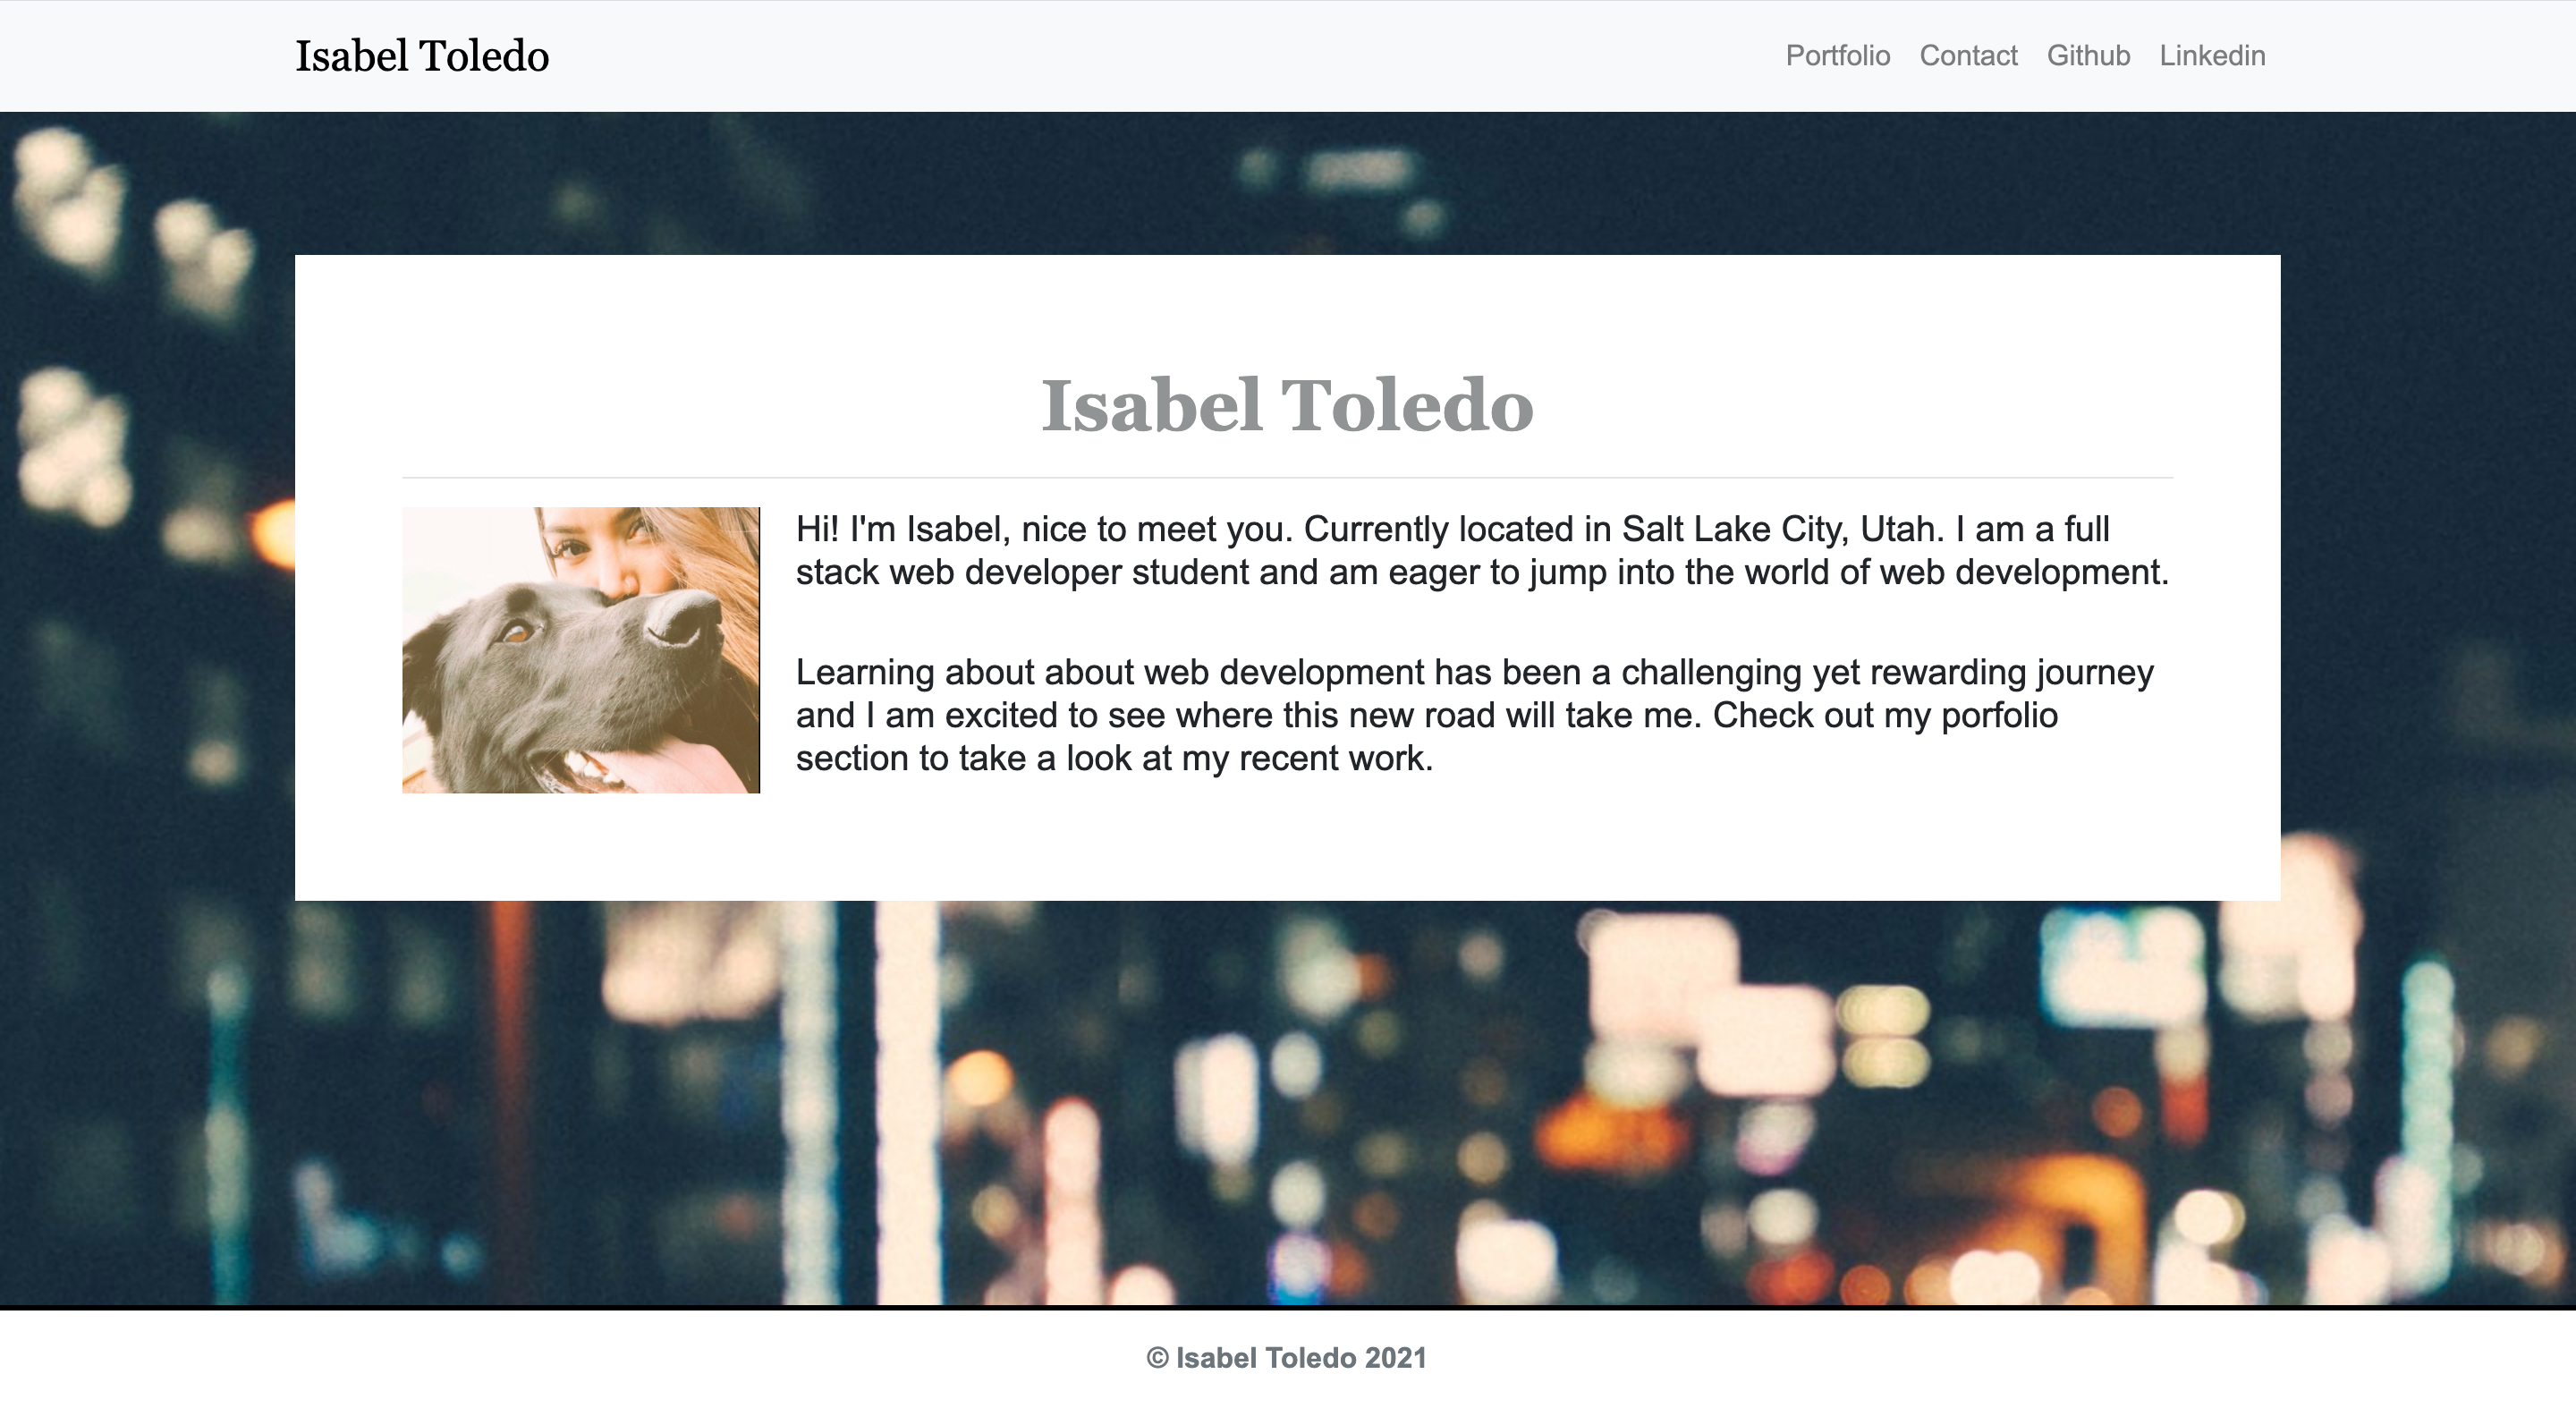 Isabel Toledo
Portfolio Contact Github Linkedin
Isabel Toledo
Hi! I'm Isabel, nice to meet you. Currently located in Salt Lake City, Utah. I am a full
stack web developer student and am eager to jump into the world of web development.
Learning about about web development has been a challenging yet rewarding journey
and I am excited to see where this new road will take me. Check out my porfolio
section to take a look at my recent work.
© Isabel Toledo 2021